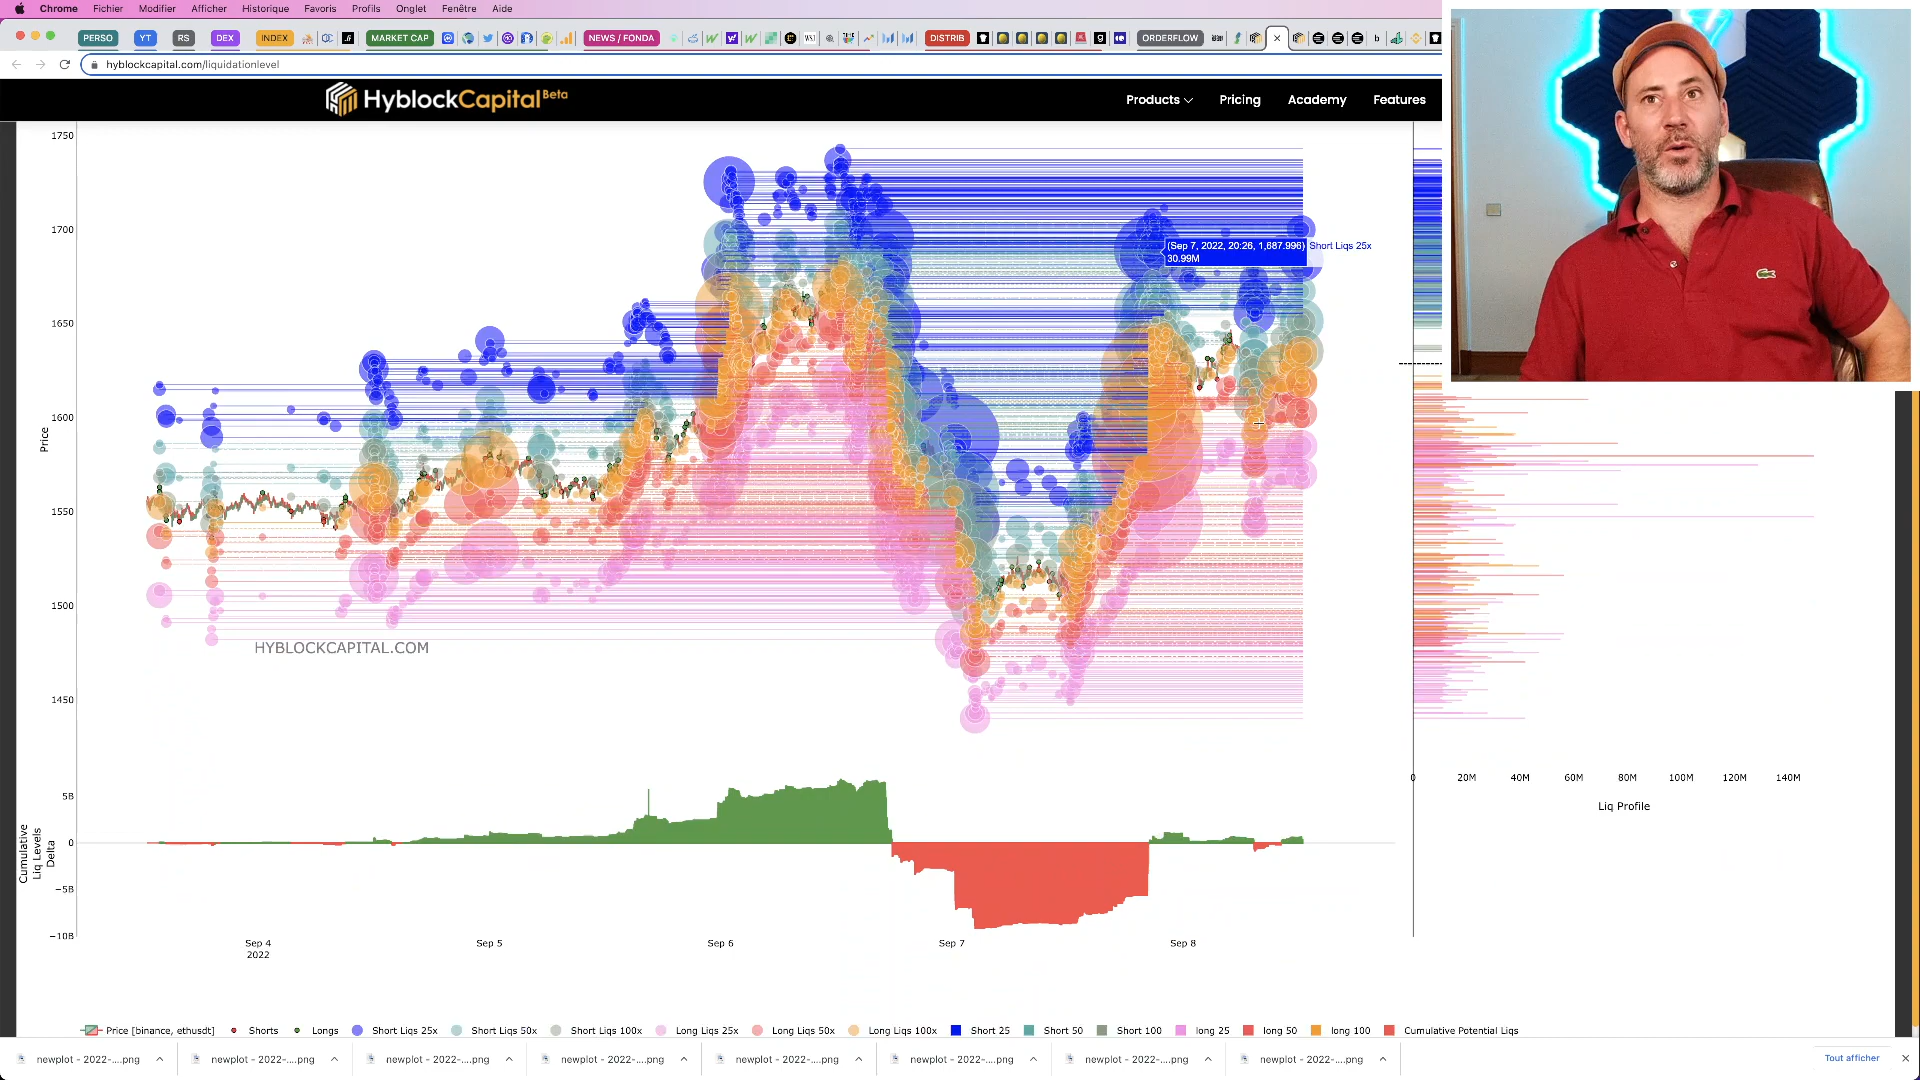 Chrome Fichier Modifier Afficher Historique Favoris Profils Onglet Fenêtre Aide
PERSO YT RS DEX INDEX MARKET CAP NEWS / FONDA DISTRIB ORDERFLOW
hyblockcapital.com/liquidationlevel
HyblockCapital Beta
Products Pricing Academy Features
1750
1700
1650
1600
1550
1500
1450
Price
(Sep 7, 2022, 20:26, 1,687.996) Short Liqs 25x
30.99M
HYBLOCKCAPITAL.COM
0 20M 40M 60M 80M 100M 120M 140M
Liq Profile
5B
0
−5B
−10B
Cumulative
Liq Levels
Delta
Sep 4 Sep 5 Sep 6 Sep 7 Sep 8
2022
Price [binance, ethusdt] Shorts Longs Short Liqs 25x Short Liqs 50x Short Liqs 100x Long Liqs 25x Long Liqs 50x Long Liqs 100x Short 25 Short 50 Short 100 long 25 long 50 long 100 Cumulative Potential Liqs
newplot - 2022-....png newplot - 2022-....png newplot - 2022-....png newplot - 2022-....png newplot - 2022-....png newplot - 2022-....png newplot - 2022-....png newplot - 2022-....png Tout afficher